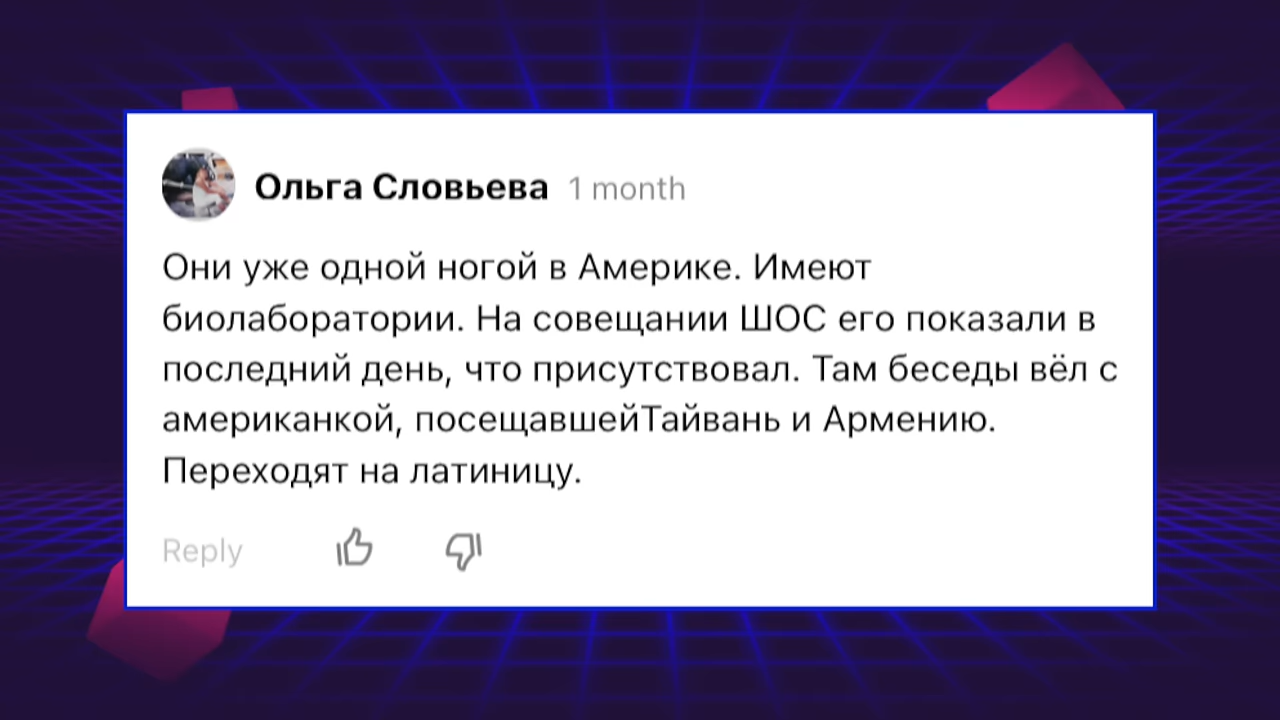 Ольга Словьева 1 month
Они уже одной ногой в Америке. Имеют
биолаборатории. На совещании ШОС его показали в
последний день, что присутствовал. Там беседы вёл с
американкой, посещавшейТайвань и Армению.
Переходят на латиницу.
Reply